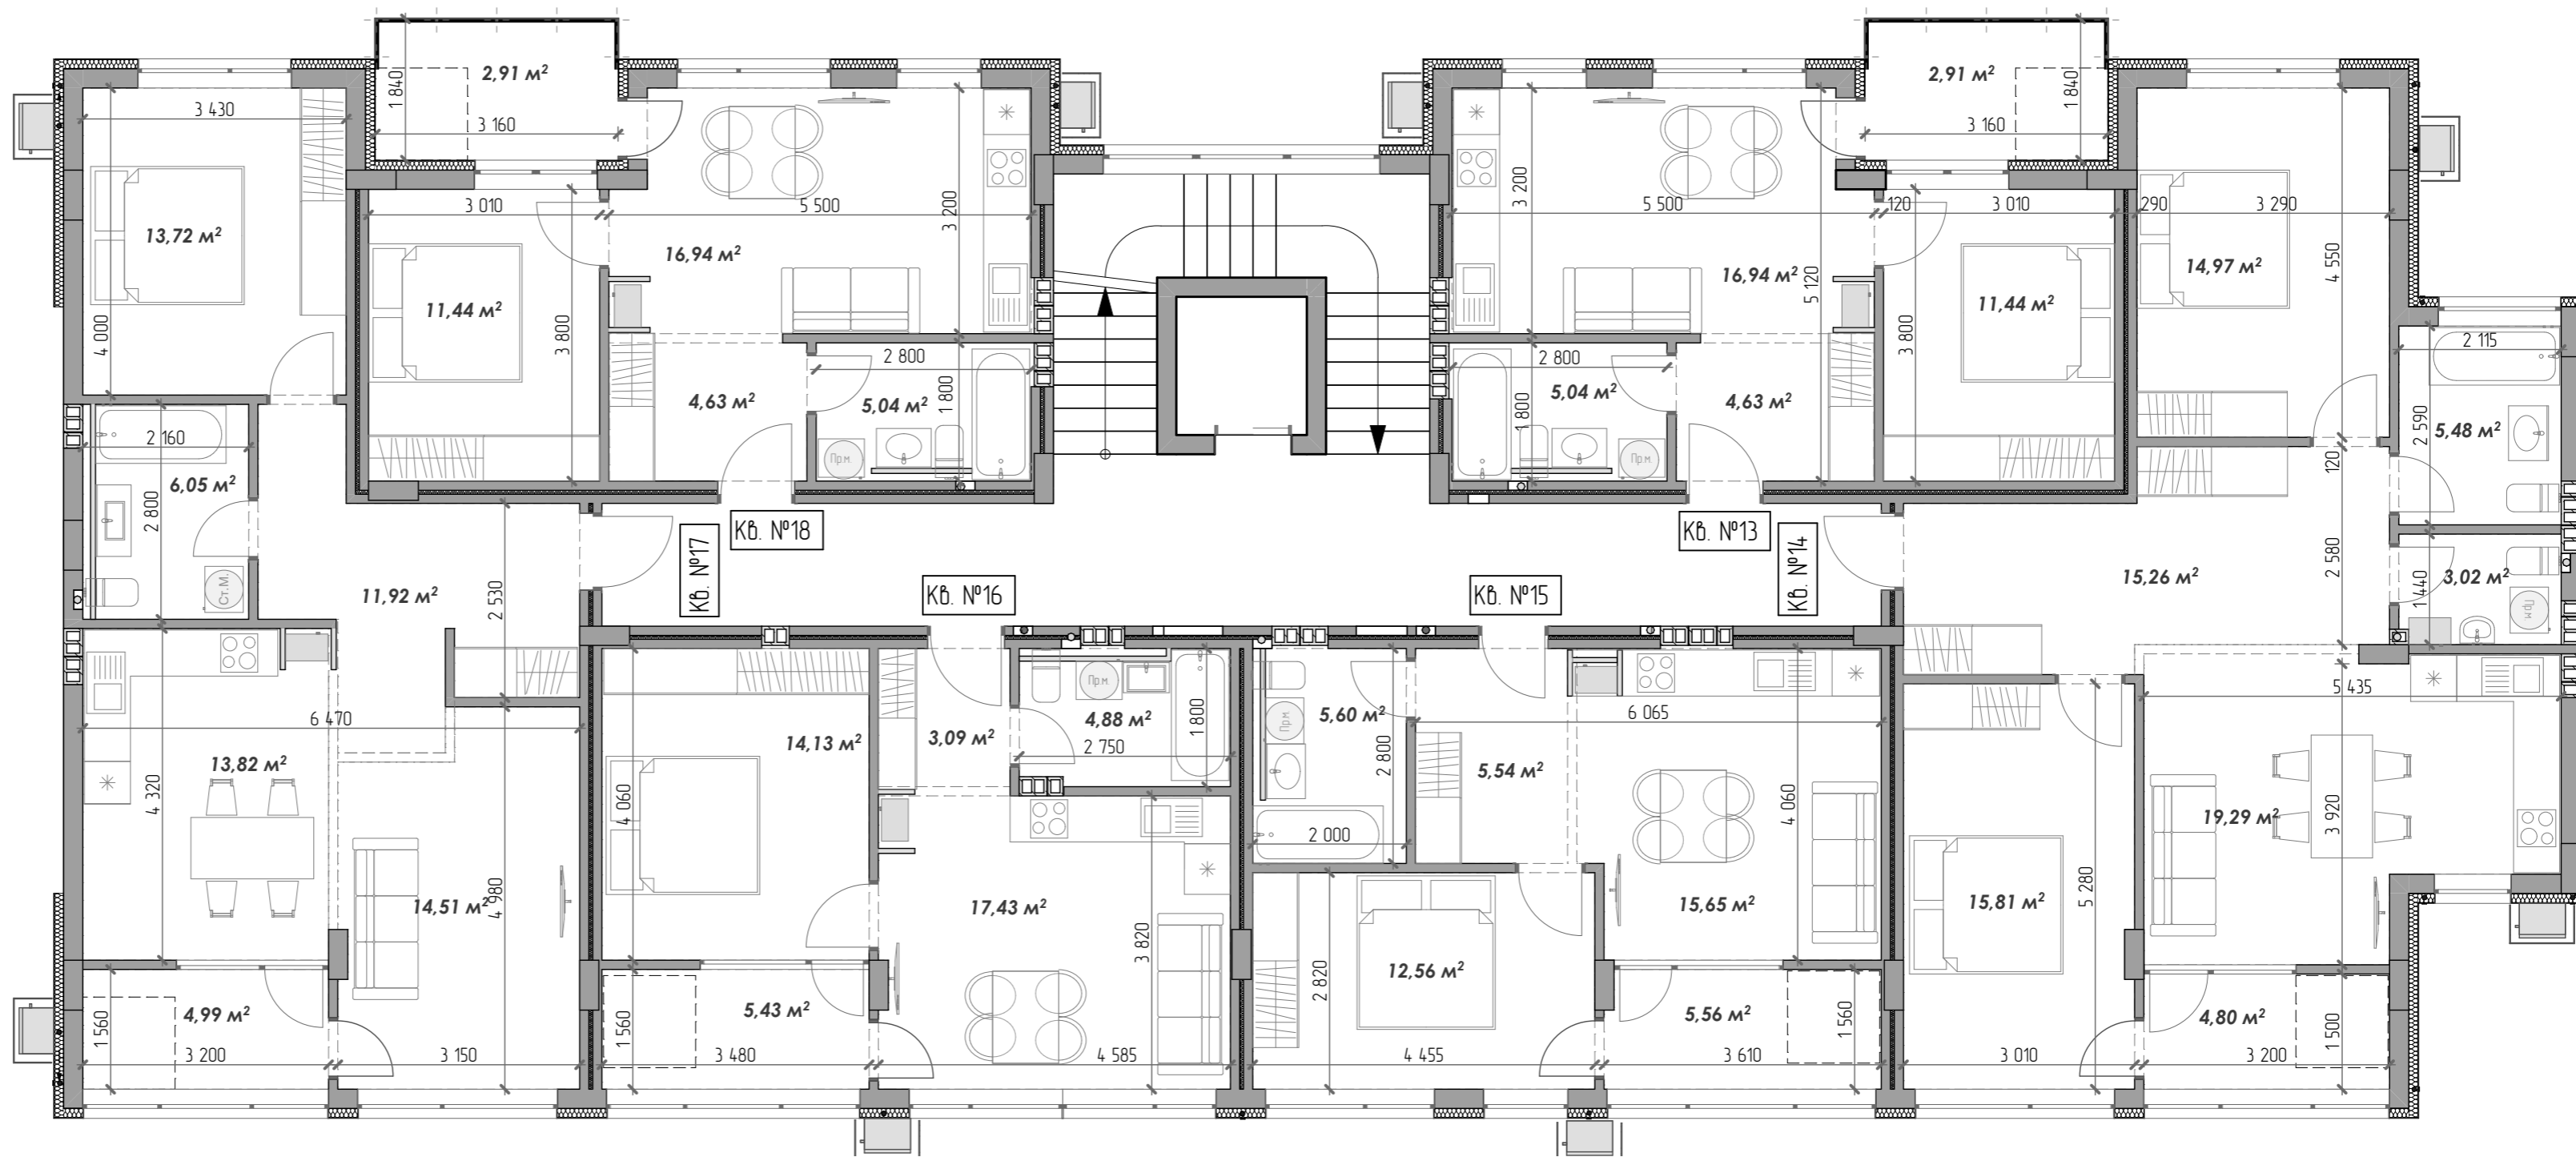 2,91 м²
2,91 м²
1 840
1 840
3 430
3 160
3 160
3 200
3 200
3 010
5 500
5 500
120
3 010
290
3 290
13,72 м²
16,94 м²
16,94 м²
14,97 м²
4 550
11,44 м²
11,44 м²
5 120
4 000
3 800
3 800
2 800
2 800
2 115
4,63 м²
5,04 м²
1 800
1 800
5,04 м²
4,63 м²
2 160
2 590
5,48 м²
Пр.м.
Пр.м.
120
6,05 м²
2 800
Кв. №18
Кв. №13
Кв. №17
Кв. №14
2 580
Ст.М.
11,92 м²
2 530
Кв. №16
Кв. №15
15,26 м²
1 440
3,02 м²
Пр.м
6 470
Пр.м
4,88 м²
1 800
5,60 м²
Пр.м.
6 065
5 435
13,82 м²
14,13 м²
3,09 м²
2 750
2 800
5,54 м²
4 320
4 060
2 000
4 060
19,29 м²
3 920
14,51 м²
4 980
17,43 м²
3 820
15,65 м²
15,81 м²
5 280
12,56 м²
2 820
4,99 м²
1 560
5,43 м²
1 560
5,56 м²
1 560
4,80 м²
1 500
3 200
3 150
3 480
4 585
4 455
3 610
3 010
3 200